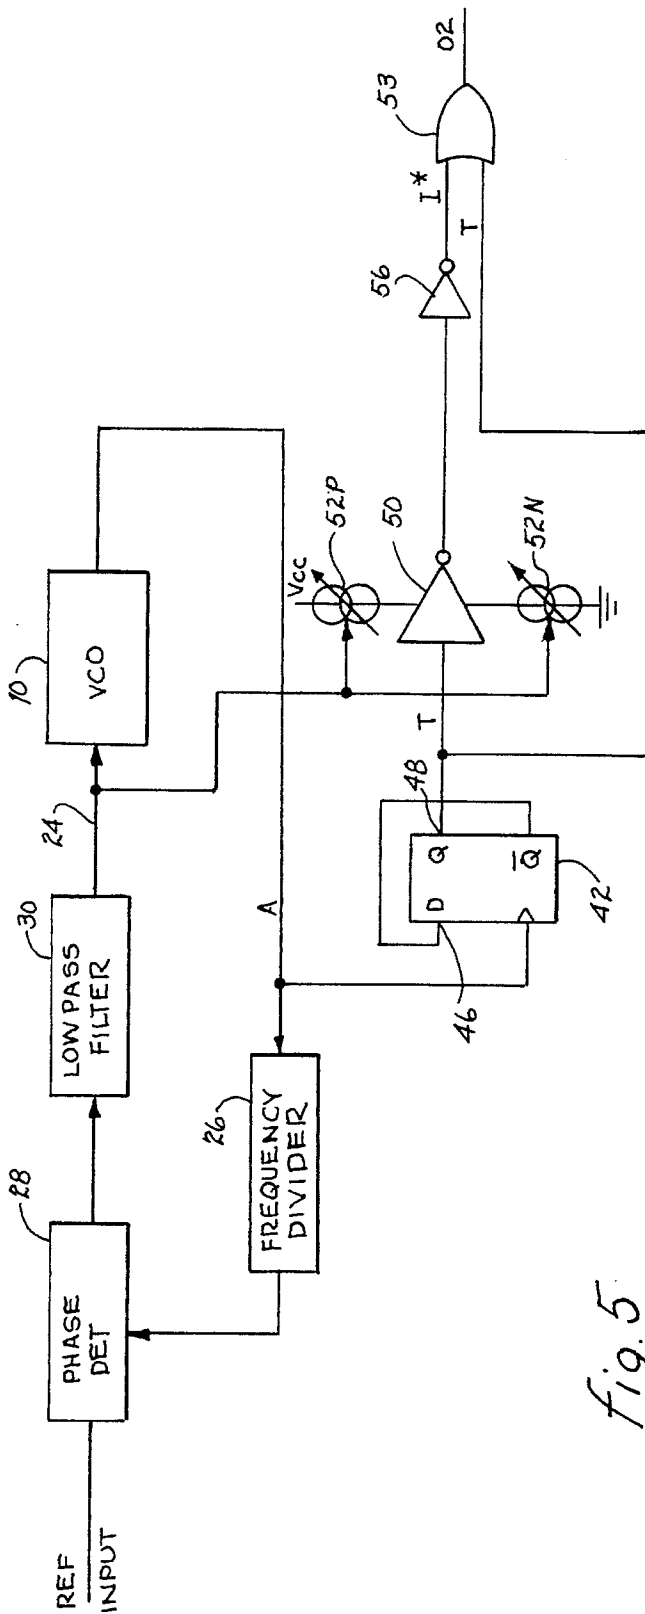 REF
INPUT
PHASE
DET
28
LOW PASS
FILTER
30
24
VCO
10
FREQUENCY
DIVIDER
26
A
D
Q
Q̅
46
48
42
T
Vcc
52P
50
52N
56
I*
T
53
02
fig. 5